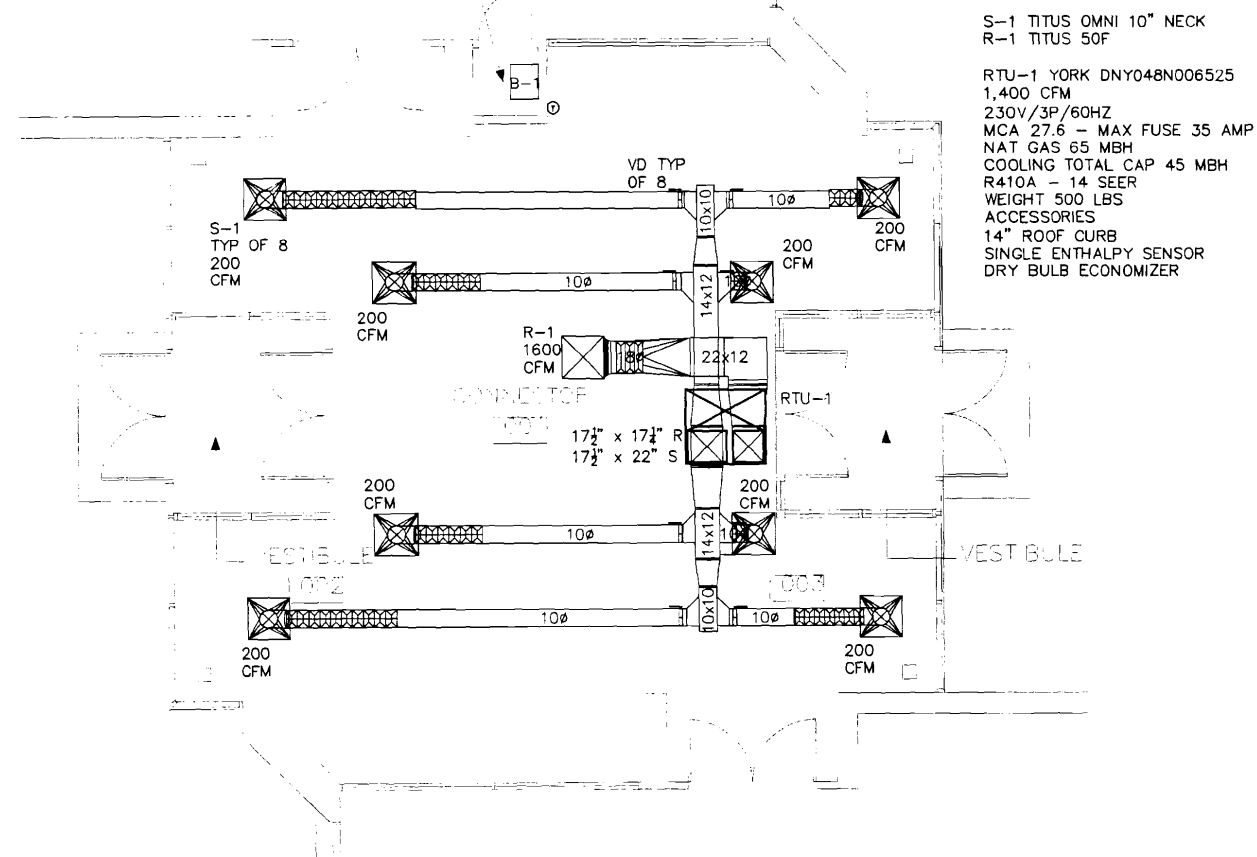 S-1 TITUS OMNI 10" NECK
R-1 TITUS 50F
RTU-1 YORK DNY048N006525
1,400 CFM
230V/3P/60HZ
MCA 27.6 - MAX FUSE 35 AMP
NAT GAS 65 MBH
COOLING TOTAL CAP 45 MBH
R410A - 14 SEER
WEIGHT 500 LBS
ACCESSORIES
14" ROOF CURB
SINGLE ENTHALPY SENSOR
DRY BULB ECONOMIZER
B-1
T
VD TYP
OF 8
10x10
10ø
S-1
TYP OF 8
200
CFM
200
CFM
200
CFM
10ø
14x12
200
CFM
R-1
1600
CFM
18ø
22x12
CONNECTOR
RTU-1
17½" x 17¼" R
17½" x 22" S
200
CFM
200
CFM
10ø
14x12
VESTIBULE
002
VESTIBULE
003
10ø
10x10
10ø
200
CFM
200
CFM